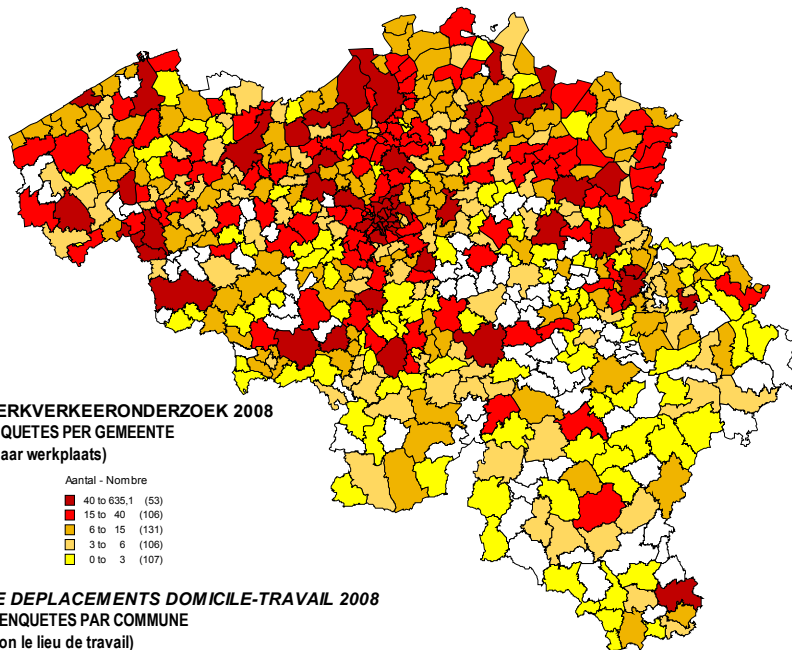 ERKVERKEERONDERZOEK 2008
QUETES PER GEMEENTE
aar werkplaats)
Aantal - Nombre
40 to 635,1 (53)
15 to 40 (106)
6 to 15 (131)
3 to 6 (106)
0 to 3 (107)
E DEPLACEMENTS DOMICILE-TRAVAIL 2008
ENQUETES PAR COMMUNE
on le lieu de travail)